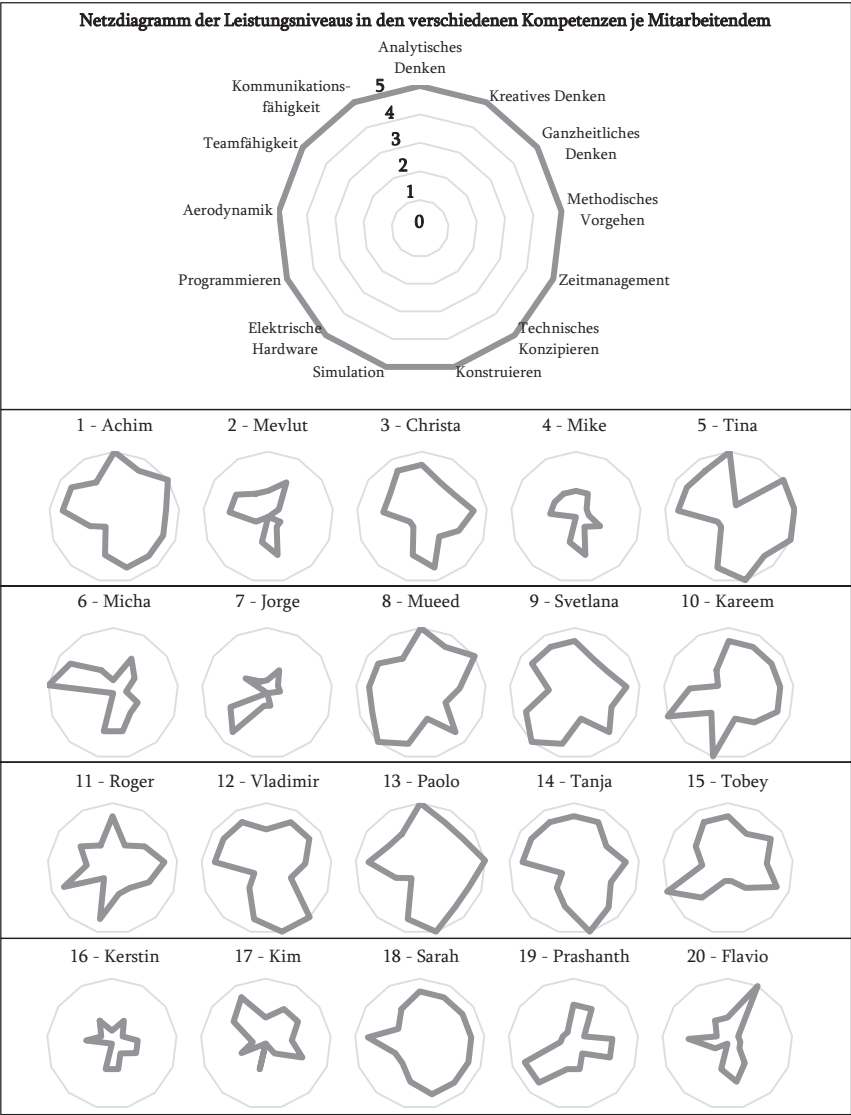 Netzdiagramm der Leistungsniveaus in den verschiedenen Kompetenzen je Mitarbeitendem
Analytisches
Denken
Kreatives Denken
Ganzheitliches
Denken
Methodisches
Vorgehen
Zeitmanagement
Technisches
Konzipieren
Konstruieren
Simulation
Elektrische
Hardware
Programmieren
Aerodynamik
Teamfähigkeit
Kommunikations-
fähigkeit
5
4
3
2
1
0
1 - Achim
2 - Mevlut
3 - Christa
4 - Mike
5 - Tina
6 - Micha
7 - Jorge
8 - Mueed
9 - Svetlana
10 - Kareem
11 - Roger
12 - Vladimir
13 - Paolo
14 - Tanja
15 - Tobey
16 - Kerstin
17 - Kim
18 - Sarah
19 - Prashanth
20 - Flavio